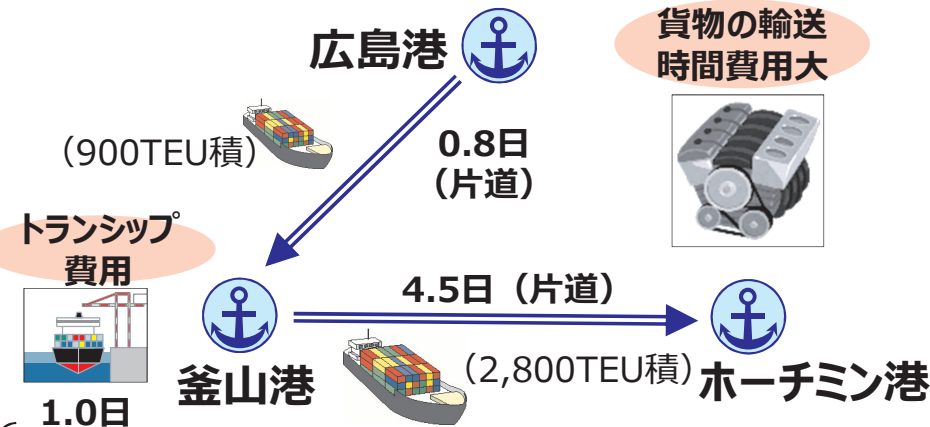 広島港
貨物の輸送
時間費用大
（900TEU積）
0.8日
（片道）
トランシップ
費用
4.5日（片道）
釜山港
（2,800TEU積）
ホーチミン港
1.0日